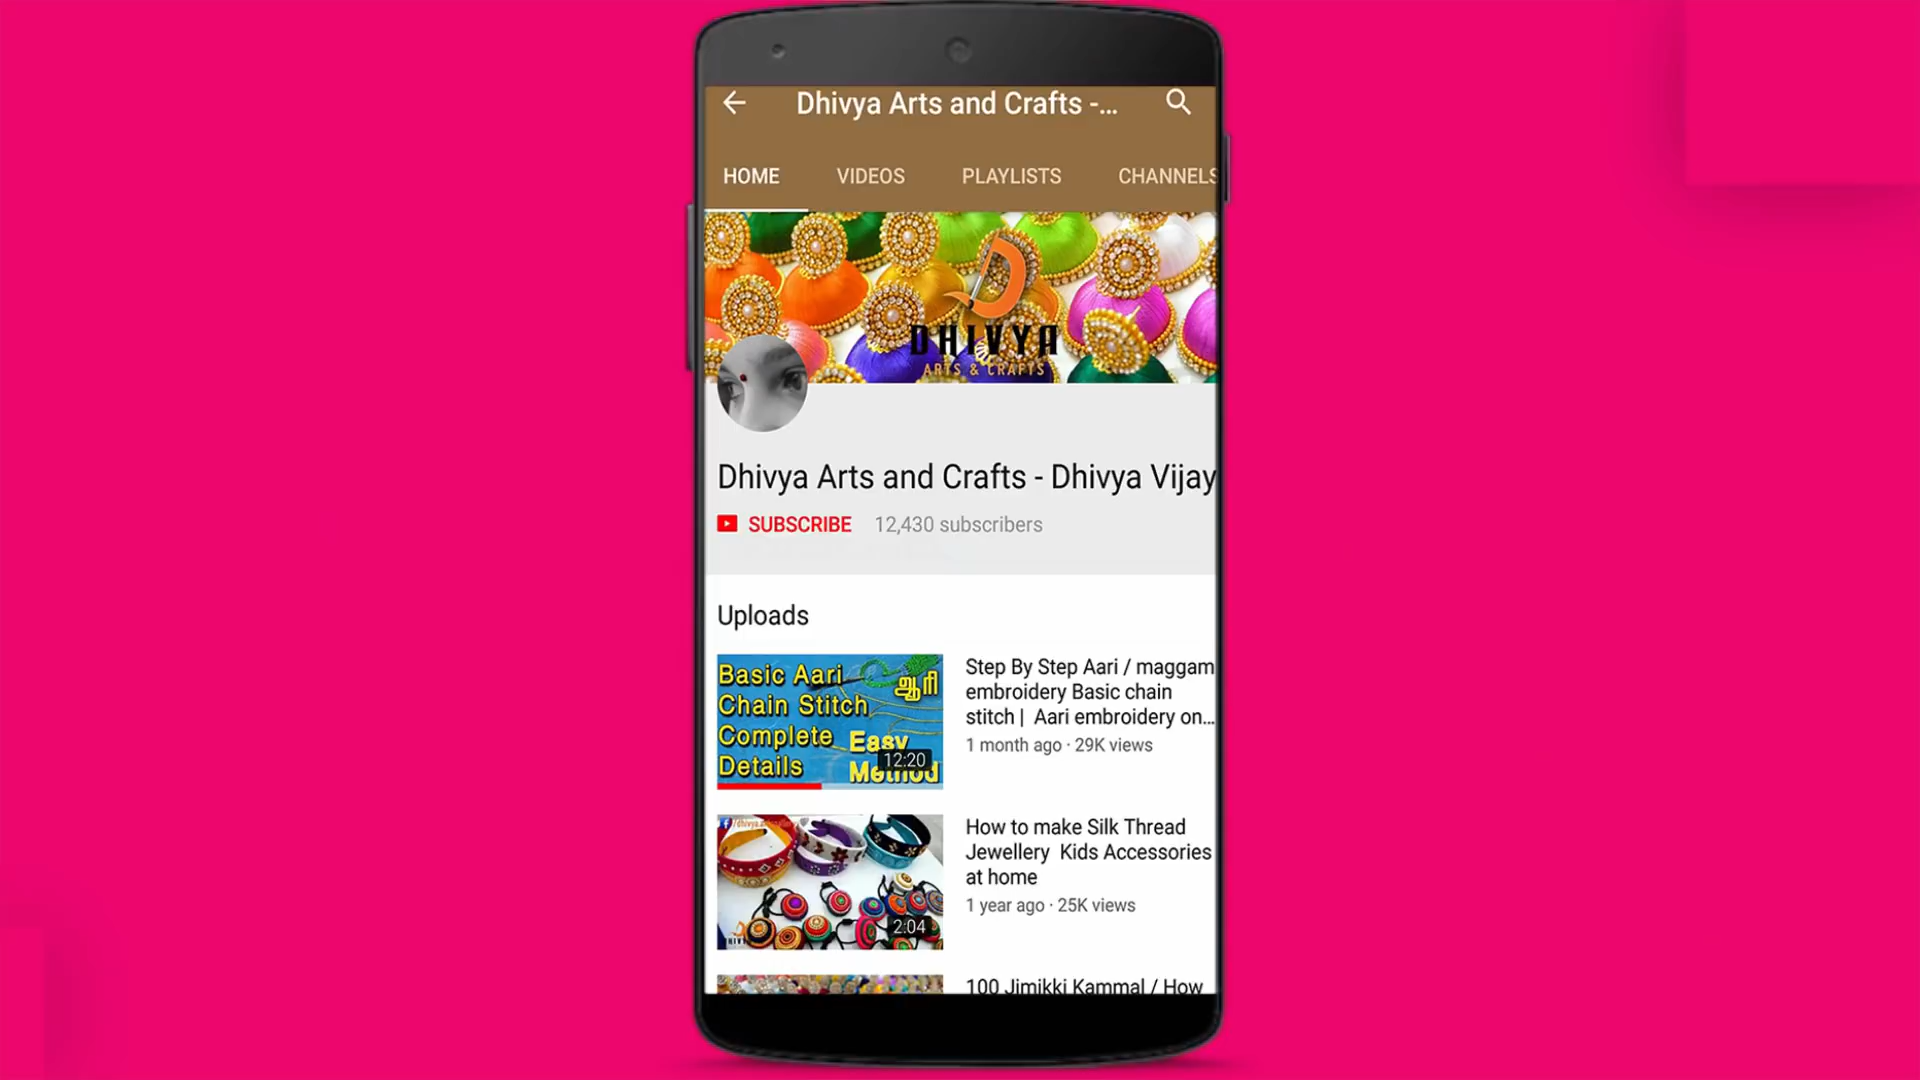 Dhivya Arts and Crafts -...
HOME VIDEOS PLAYLISTS CHANNELS
DHIVYA
ARTS & CRAFTS
Dhivya Arts and Crafts - Dhivya Vijay
SUBSCRIBE 12,430 subscribers
Uploads
Basic Aari
Chain Stitch
Complete
Details
ஆரி
Easy
Method
12:20
Step By Step Aari / maggam
embroidery Basic chain
stitch | Aari embroidery on...
1 month ago · 29K views
2:04
How to make Silk Thread
Jewellery Kids Accessories
at home
1 year ago · 25K views
100 Jimikki Kammal / How